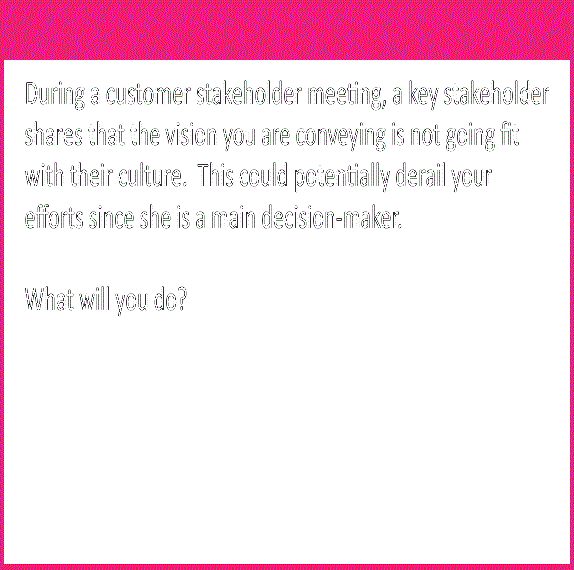 During a customer stakeholder meeting, a key stakeholder
shares that the vision you are conveying is not going fit
with their culture.  This could potentially derail your
efforts since she is a main decision-maker.
What will you do?